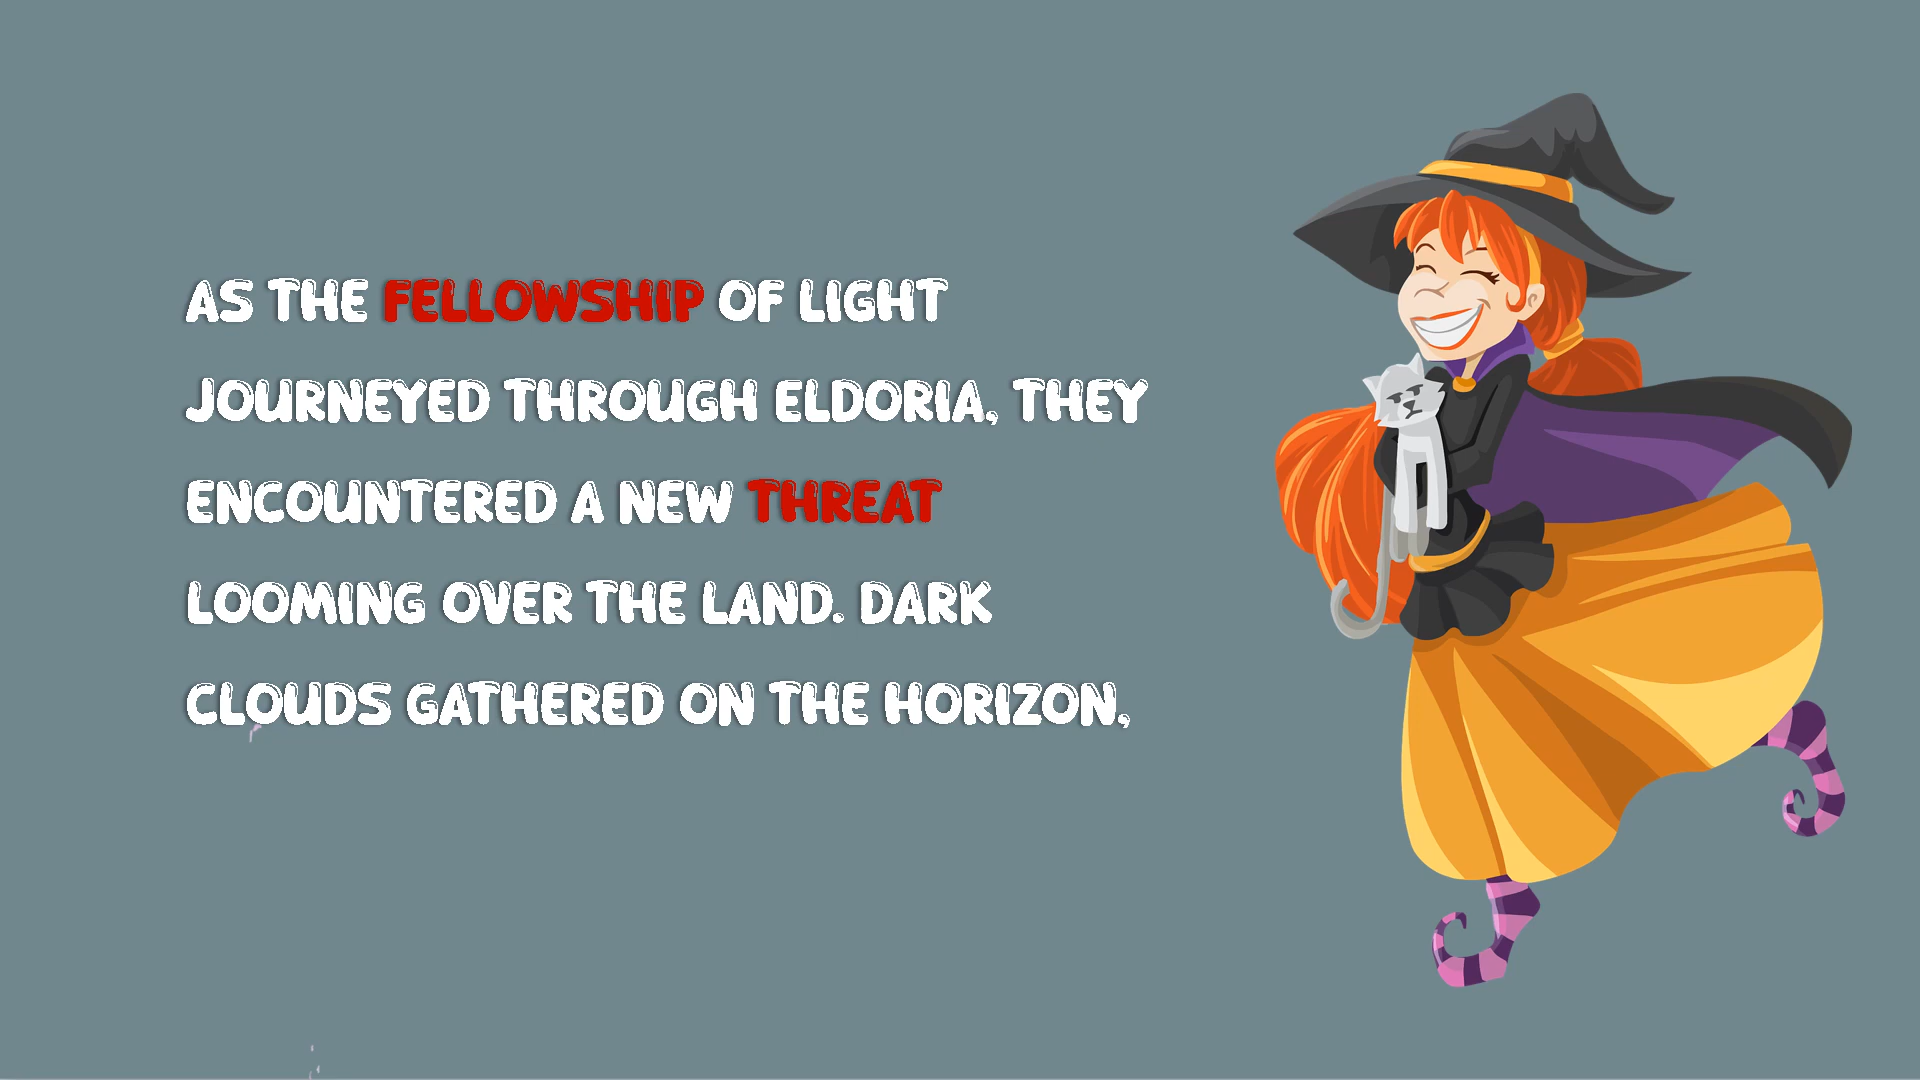 AS THE FELLOWSHIP OF LIGHT
JOURNEYED THROUGH ELDORIA, THEY
ENCOUNTERED A NEW THREAT
LOOMING OVER THE LAND. DARK
CLOUDS GATHERED ON THE HORIZON,